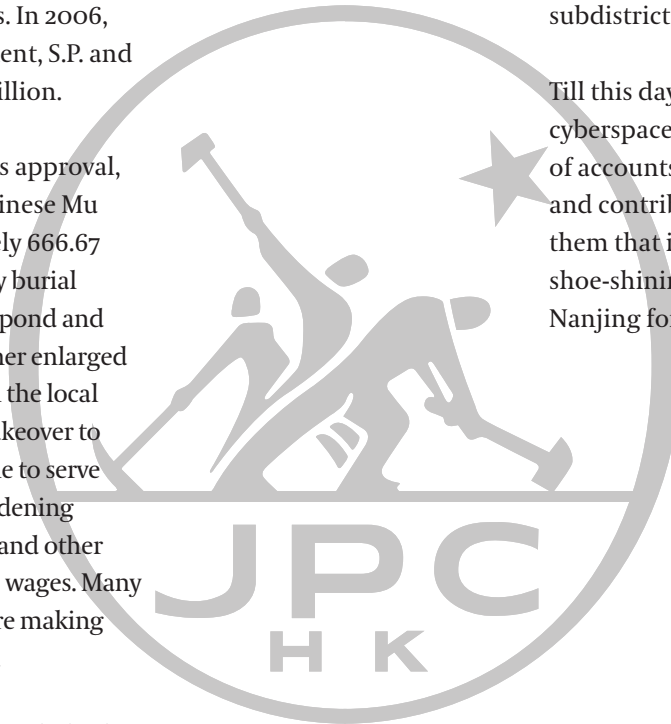 s. In 2006,
ent, S.P. and
illion.
s approval,
inese Mu
ely 666.67
y burial
pond and
her enlarged
the local
akeover to
e to serve
dening
and other
wages. Many
re making
subdistrict
Till this day
cyberspace
of accounts
and contrib
them that i
shoe-shinin
Nanjing for
JPC
HK